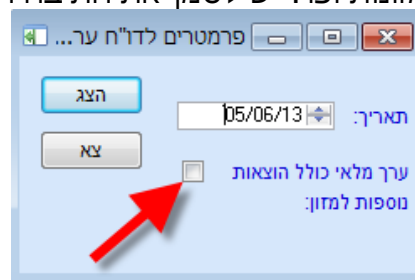 פרמטרים לדו"ח ער...
הצג
תאריך: 05/06/13
צא
ערך מלאי כולל הוצאות
נוספות למזון: